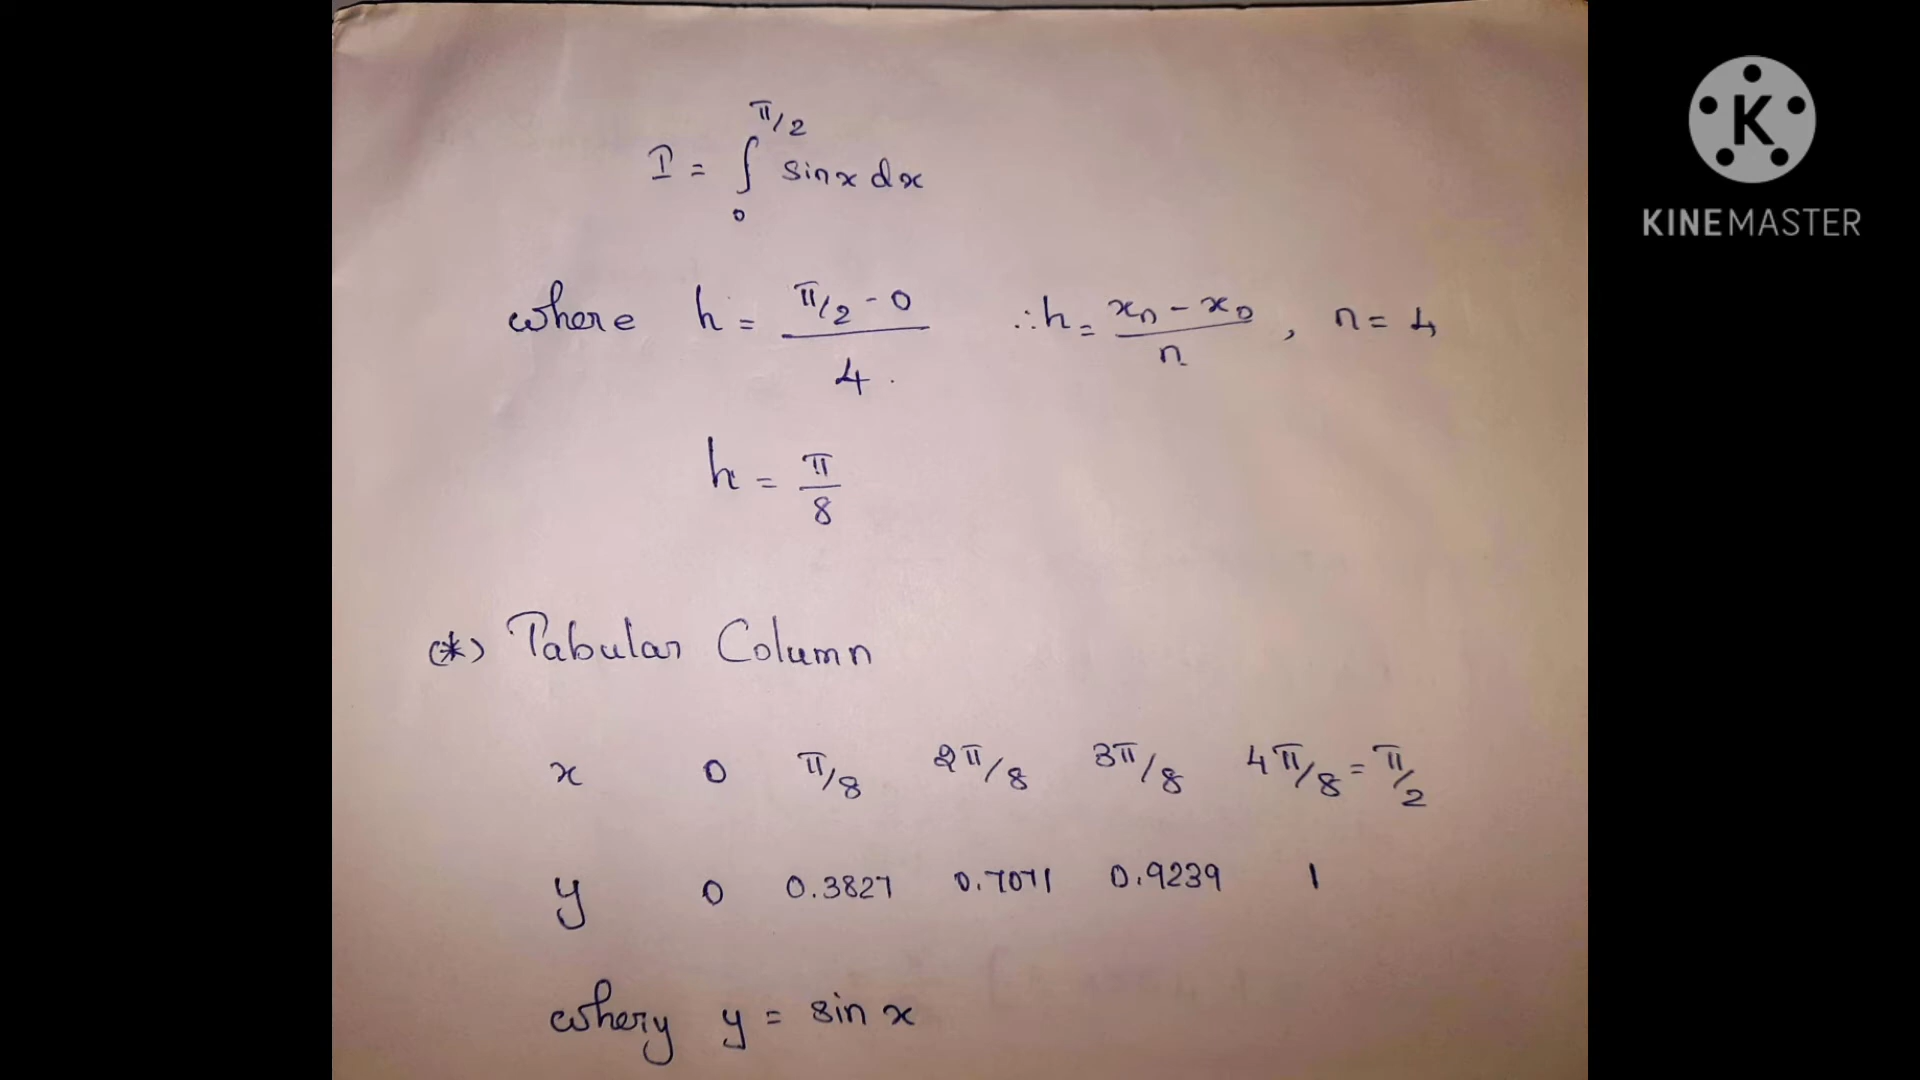 I = ∫₀^π/2 sinx dx
where h = (π/2 - 0)/4 ∴h = (xn - x0)/n , n = 4
h = π/8
(*) Tabular Column
x 0 π/8 2π/8 3π/8 4π/8 = π/2
y 0 0.3827 0.7071 0.9239 1
whery y = sin x
K
KINEMASTER